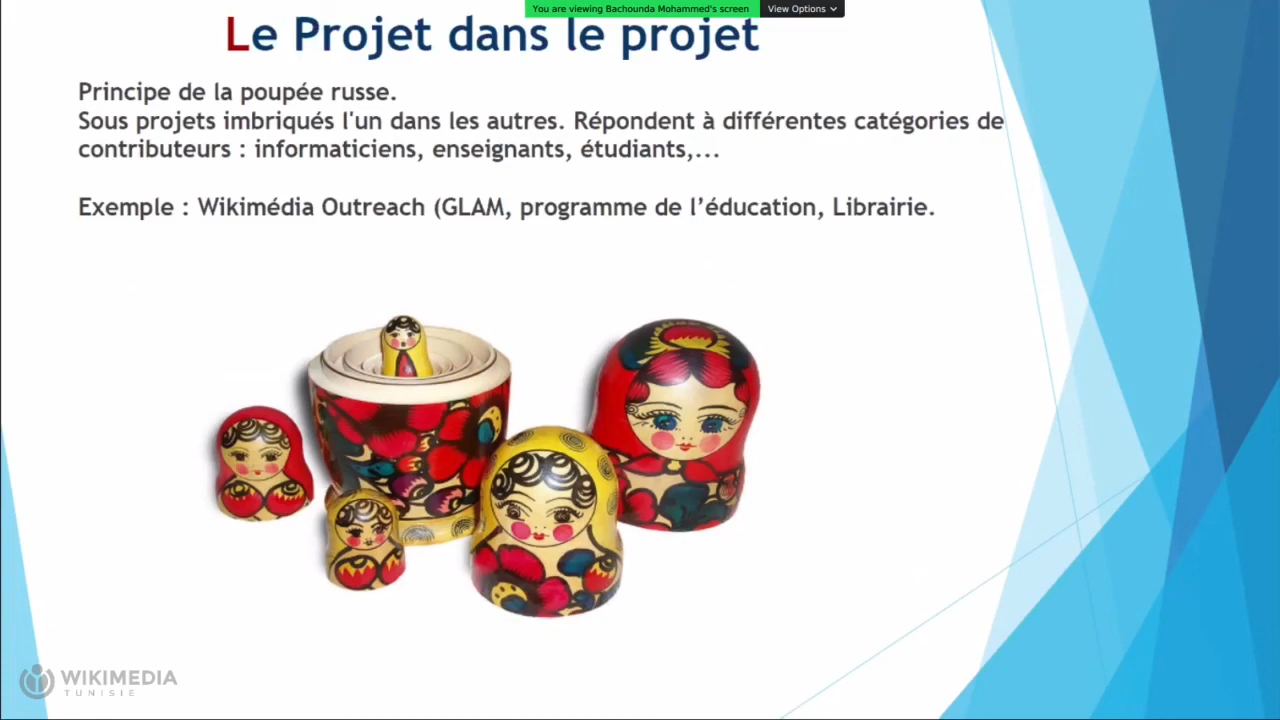 You are viewing Bachounda Mohammed's screen
View Options
Le Projet dans le projet
Principe de la poupée russe.
Sous projets imbriqués l'un dans les autres. Répondent à différentes catégories de
contributeurs : informaticiens, enseignants, étudiants,...
Exemple : Wikimédia Outreach (GLAM, programme de l’éducation, Librairie.
WIKIMEDIA
TUNISIE